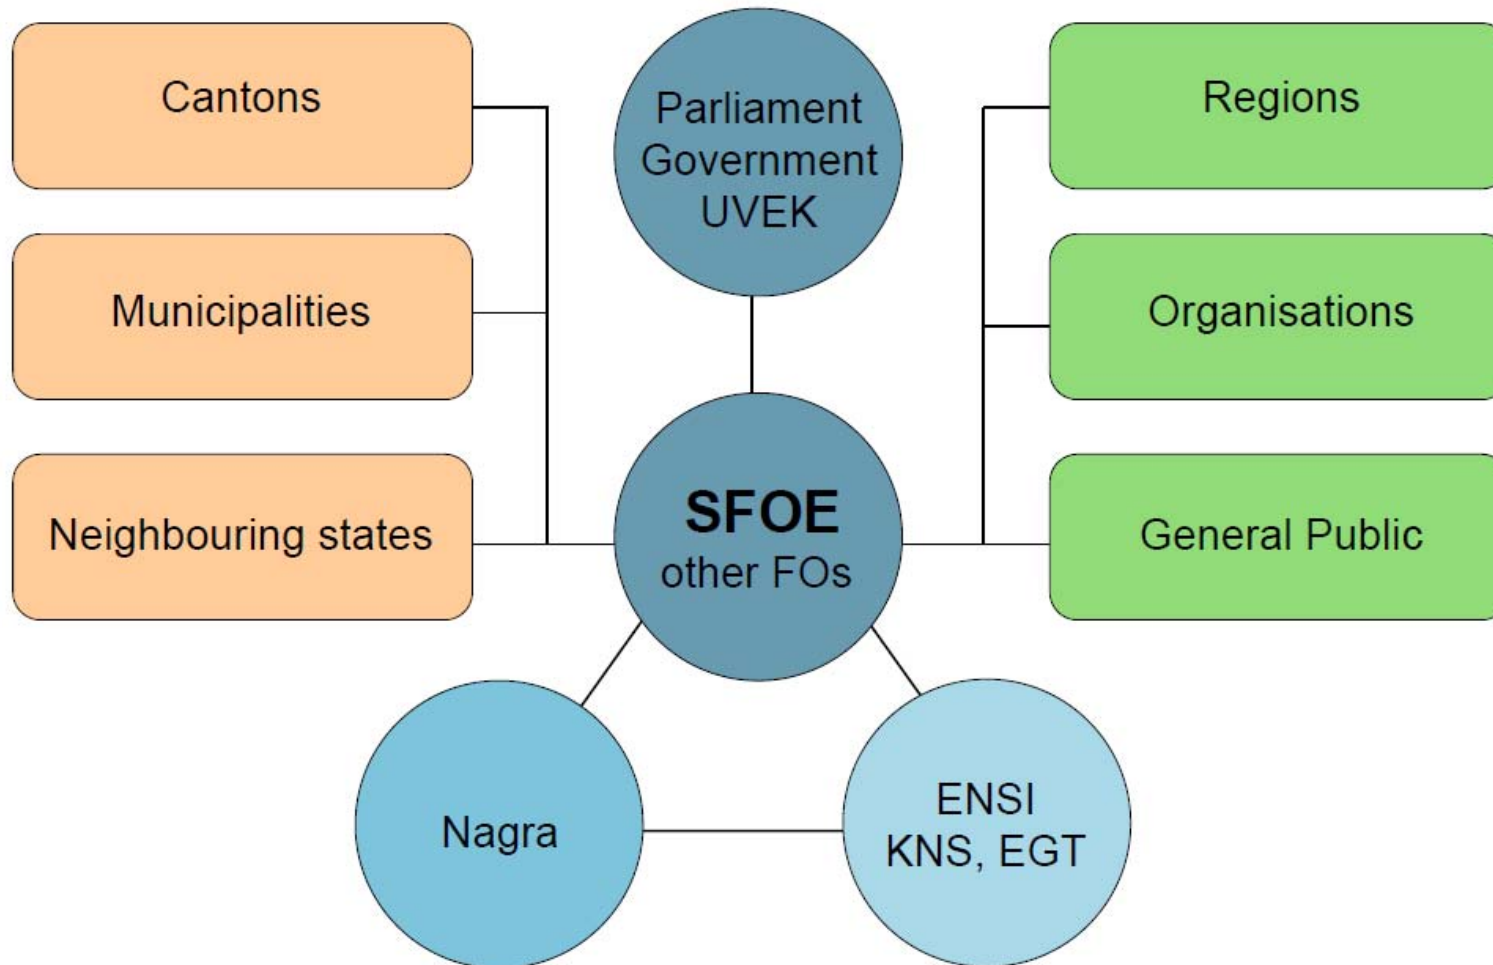 Cantons
Parliament
Government
UVEK
Regions
Municipalities
Organisations
Neighbouring states
SFOE
other FOs
General Public
Nagra
ENSI
KNS, EGT